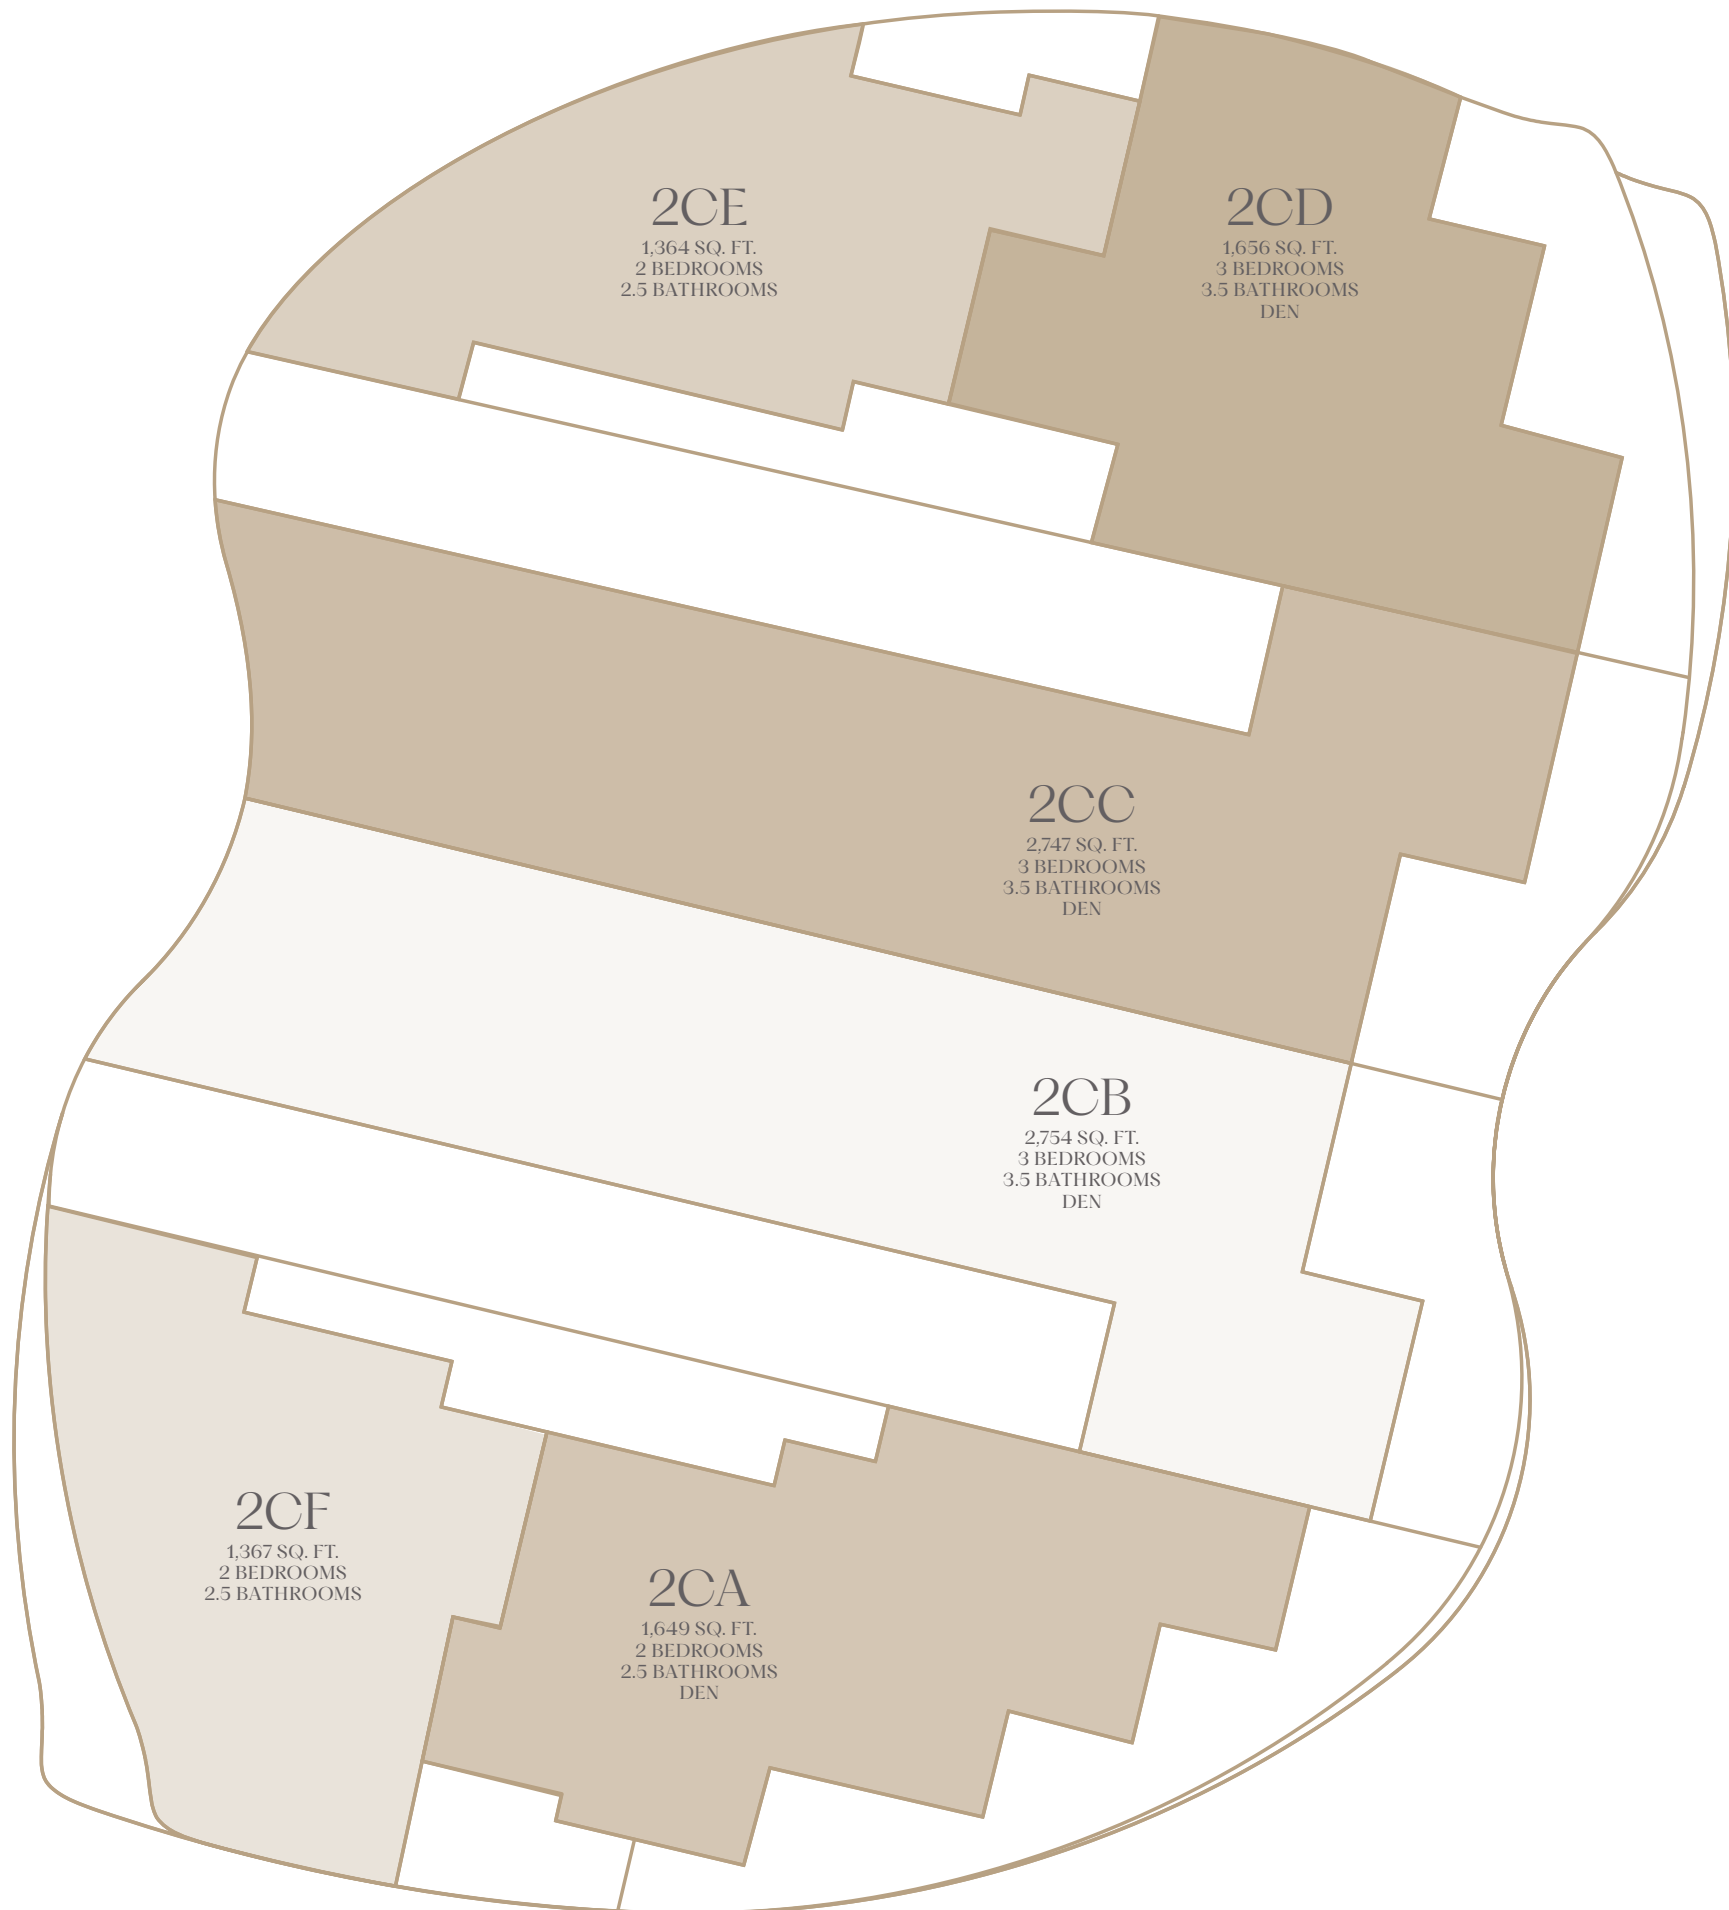 2CE
1,364 SQ. FT.
2 BEDROOMS
2.5 BATHROOMS
2CD
1,656 SQ. FT.
3 BEDROOMS
3.5 BATHROOMS
DEN
2CC
2,747 SQ. FT.
3 BEDROOMS
3.5 BATHROOMS
DEN
2CB
2,754 SQ. FT.
3 BEDROOMS
3.5 BATHROOMS
DEN
2CF
1,367 SQ. FT.
2 BEDROOMS
2.5 BATHROOMS
2CA
1,649 SQ. FT.
2 BEDROOMS
2.5 BATHROOMS
DEN